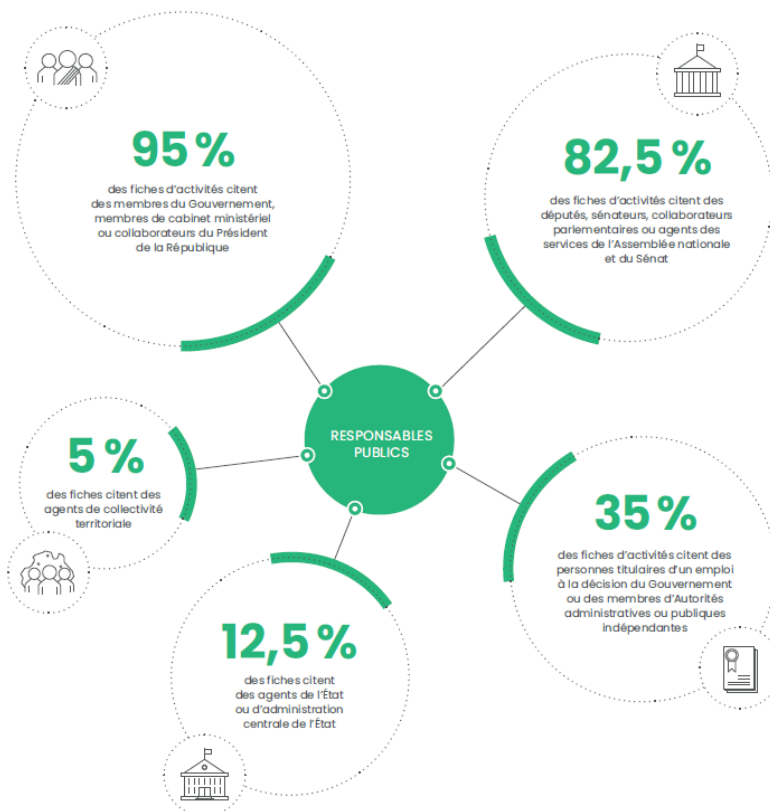 95 %
des fiches d'activités citent
des membres du Gouvernement,
membres de cabinet ministériel
ou collaborateurs du Président
de la République
82,5 %
des fiches d'activités citent des
députés, sénateurs, collaborateurs
parlementaires ou agents des
services de l'Assemblée nationale
et du Sénat
RESPONSABLES
PUBLICS
5 %
des fiches citent des
agents de collectivité
territoriale
35 %
des fiches d'activités citent des
personnes titulaires d'un emploi
à la décision du Gouvernement
ou des membres d'Autorités
administratives ou publiques
indépendantes
12,5 %
des fiches citent
des agents de l'État
ou d'administration
centrale de l'État